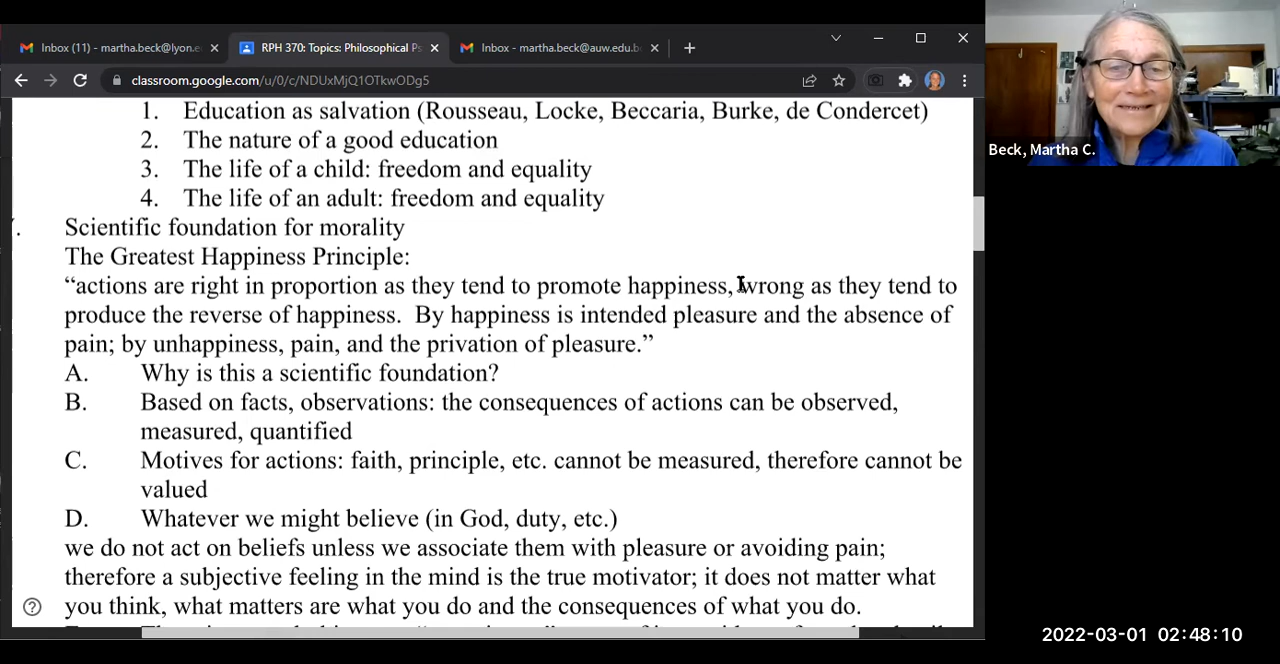 Inbox (11) - martha.beck@lyon.e
RPH 370: Topics: Philosophical Ps
Inbox - martha.beck@auw.edu.b
classroom.google.com/u/0/c/NDUxMjQ1OTkwODg5
Beck, Martha C.
1. Education as salvation (Rousseau, Locke, Beccaria, Burke, de Condercet)
2. The nature of a good education
3. The life of a child: freedom and equality
4. The life of an adult: freedom and equality
. Scientific foundation for morality
The Greatest Happiness Principle:
“actions are right in proportion as they tend to promote happiness, wrong as they tend to
produce the reverse of happiness. By happiness is intended pleasure and the absence of
pain; by unhappiness, pain, and the privation of pleasure.”
A. Why is this a scientific foundation?
B. Based on facts, observations: the consequences of actions can be observed,
measured, quantified
C. Motives for actions: faith, principle, etc. cannot be measured, therefore cannot be
valued
D. Whatever we might believe (in God, duty, etc.)
we do not act on beliefs unless we associate them with pleasure or avoiding pain;
therefore a subjective feeling in the mind is the true motivator; it does not matter what
you think, what matters are what you do and the consequences of what you do.
2022-03-01 02:48:10